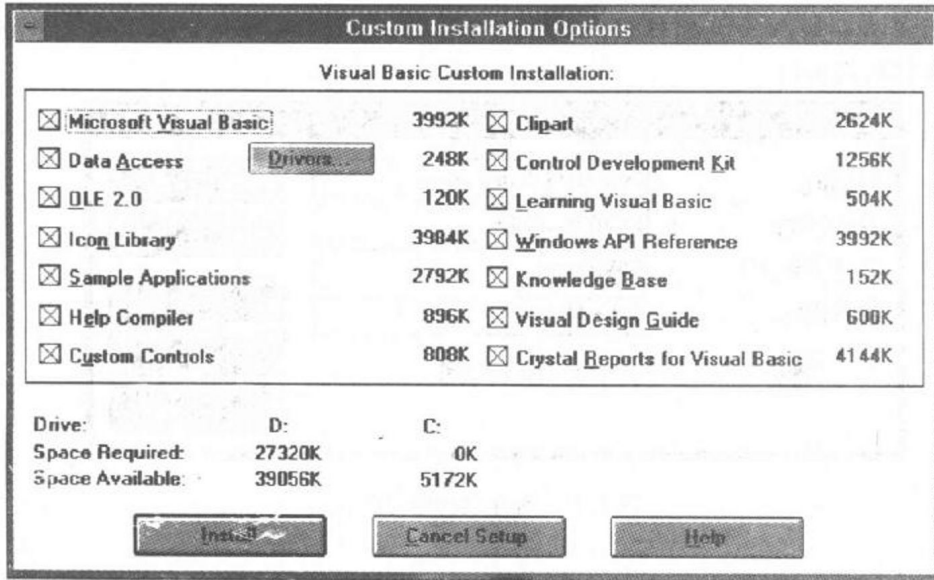 Custom Installation Options
Visual Basic Custom Installation:
Microsoft Visual Basic 3992K
Data Access Drivers... 248K
OLE 2.0 120K
Icon Library 3984K
Sample Applications 2792K
Help Compiler 896K
Custom Controls 808K
Clipart 2624K
Control Development Kit 1256K
Learning Visual Basic 504K
Windows API Reference 3992K
Knowledge Base 152K
Visual Design Guide 600K
Crystal Reports for Visual Basic 4144K
Drive: D: C:
Space Required: 27320K 0K
Space Available: 39056K 5172K
Install Cancel Setup Help